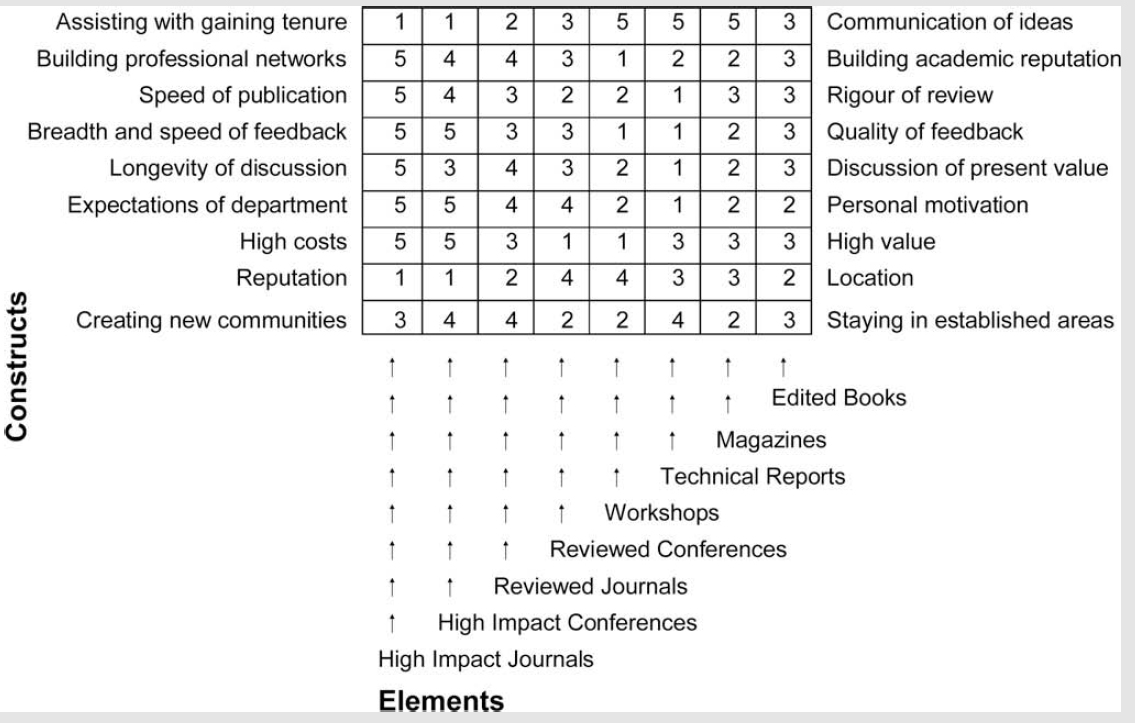 Assisting with gaining tenure 1 1 2 3 5 5 5 3 Communication of ideas
Building professional networks 5 4 4 3 1 2 2 3 Building academic reputation
Speed of publication 5 4 3 2 2 1 3 3 Rigour of review
Breadth and speed of feedback 5 5 3 3 1 1 2 3 Quality of feedback
Longevity of discussion 5 3 4 3 2 1 2 3 Discussion of present value
Expectations of department 5 5 4 4 2 1 2 2 Personal motivation
High costs 5 5 3 1 1 3 3 3 High value
Reputation 1 1 2 4 4 3 3 2 Location
Creating new communities 3 4 4 2 2 4 2 3 Staying in established areas
Constructs
↑ ↑ ↑ ↑ ↑ ↑ ↑ ↑
↑ ↑ ↑ ↑ ↑ ↑ ↑ Edited Books
↑ ↑ ↑ ↑ ↑ ↑ Magazines
↑ ↑ ↑ ↑ ↑ Technical Reports
↑ ↑ ↑ ↑ Workshops
↑ ↑ ↑ Reviewed Conferences
↑ ↑ Reviewed Journals
↑ High Impact Conferences
High Impact Journals
Elements